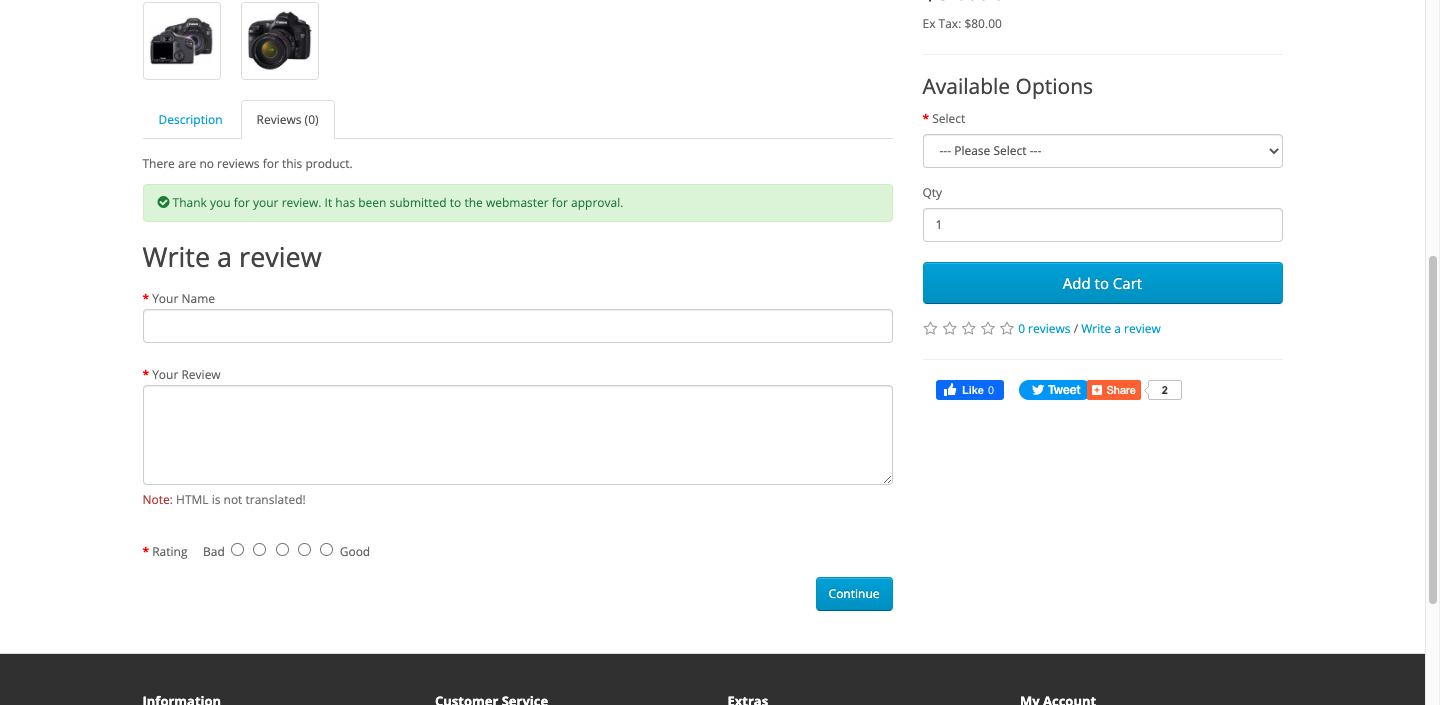 Ex Tax: $80.00
Available Options
* Select
--- Please Select ---
Qty
1
Add to Cart
0 reviews / Write a review
Like 0
Tweet
Share
2
Description
Reviews (0)
There are no reviews for this product.
Thank you for your review. It has been submitted to the webmaster for approval.
Write a review
* Your Name
* Your Review
Note: HTML is not translated!
* Rating Bad Good
Continue
Information
Customer Service
Extras
My Account